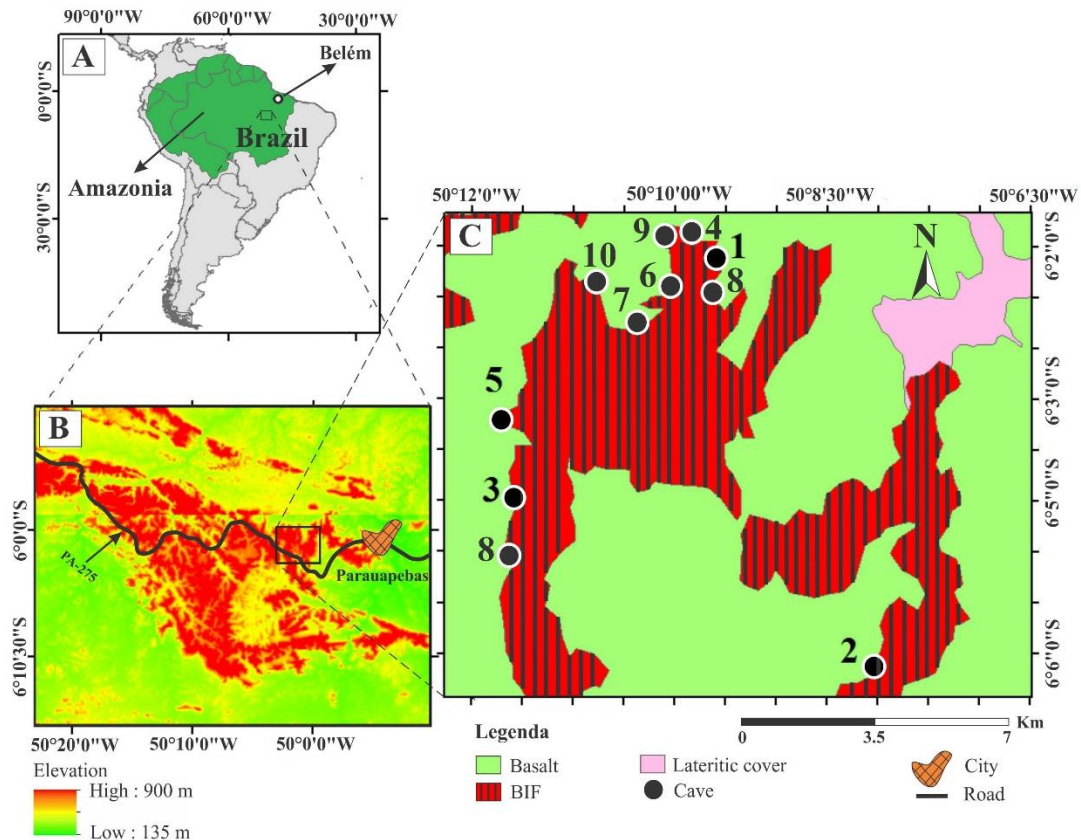 90°0'0"W 60°0'0"W 30°0'0"W
A
Belém
0°0'0"S
Brazil
Amazonia
30°0'0"S
50°12'0"W 50°10'0"W 50°8'30"W 50°6'30"W
C
N
9 4
1
10 6 8
7
5
3
8
2
6°2'0"S
6°3'0"S
6°5'0"S
6°6'0"S
B
6°0'0"S
PA-275
Parauapebas
6°10'30"S
50°20'0"W 50°10'0"W 50°0'0"W
Elevation
High : 900 m
Low : 135 m
Legenda
Basalt
BIF
Lateritic cover
Cave
0 3.5 7
Km
City
Road